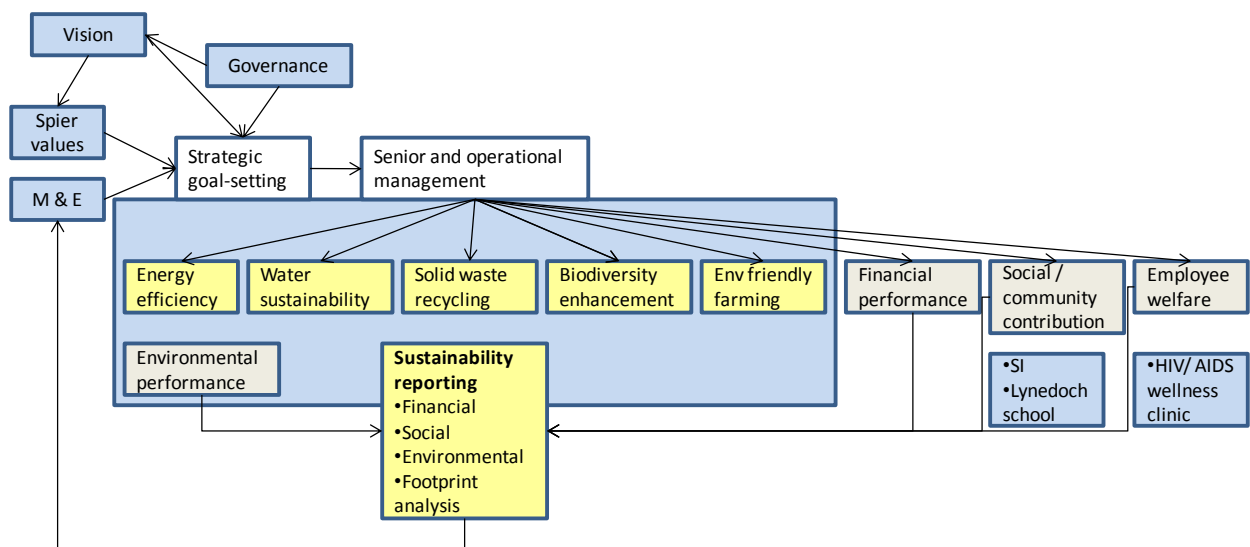 Vision
Governance
Spier
values
Strategic
goal-setting
Senior and operational
management
M & E
Energy
efficiency
Water
sustainability
Solid waste
recycling
Biodiversity
enhancement
Env friendly
farming
Financial
performance
Social /
community
contribution
Employee
welfare
Environmental
performance
Sustainability
reporting
•Financial
•Social
•Environmental
•Footprint
analysis
•SI
•Lynedoch
school
•HIV/ AIDS
wellness
clinic